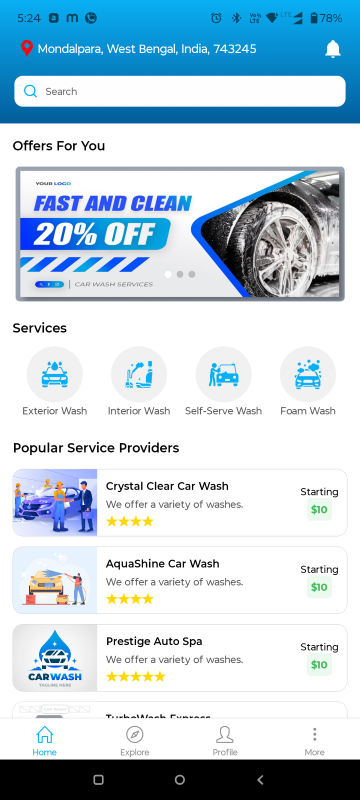 5:24
78%
Mondalpara, West Bengal, India, 743245
Search
Offers For You
YOUR LOGO
FAST AND CLEAN
20% OFF
CAR WASH SERVICES
Services
Exterior Wash
Interior Wash
Self-Serve Wash
Foam Wash
Popular Service Providers
Crystal Clear Car Wash
We offer a variety of washes.
Starting
$10
AquaShine Car Wash
We offer a variety of washes.
Starting
$10
CARWASH
TAGLINE HERE
Prestige Auto Spa
We offer a variety of washes.
Starting
$10
TurboWash Express
Home
Explore
Profile
More